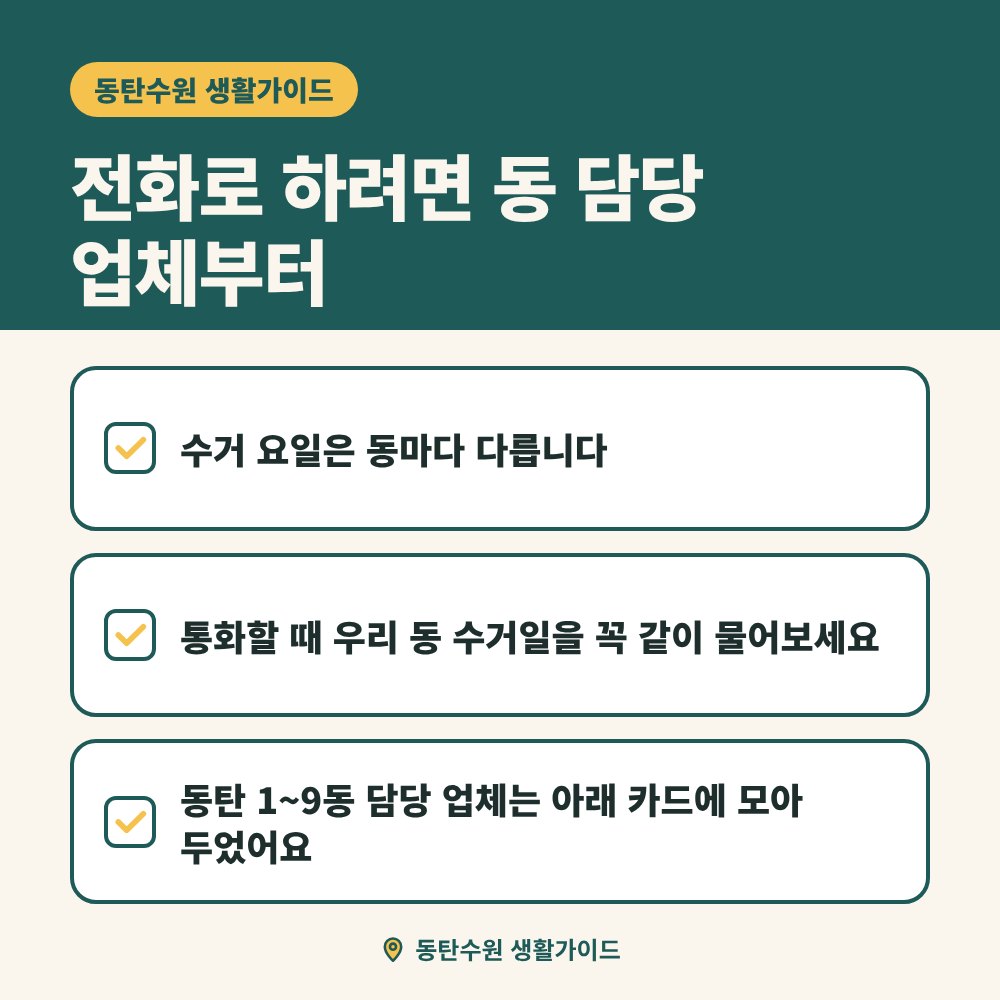 동탄수원 생활가이드
전화로 하려면 동 담당
업체부터
수거 요일은 동마다 다릅니다
통화할 때 우리 동 수거일을 꼭 같이 물어보세요
동탄 1~9동 담당 업체는 아래 카드에 모아
두었어요
동탄수원 생활가이드